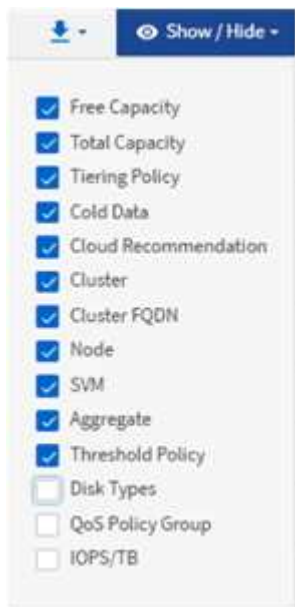 Show / Hide
Free Capacity
Total Capacity
Tiering Policy
Cold Data
Cloud Recommendation
Cluster
Cluster FQDN
Node
SVM
Aggregate
Threshold Policy
Disk Types
QoS Policy Group
IOPS/TB